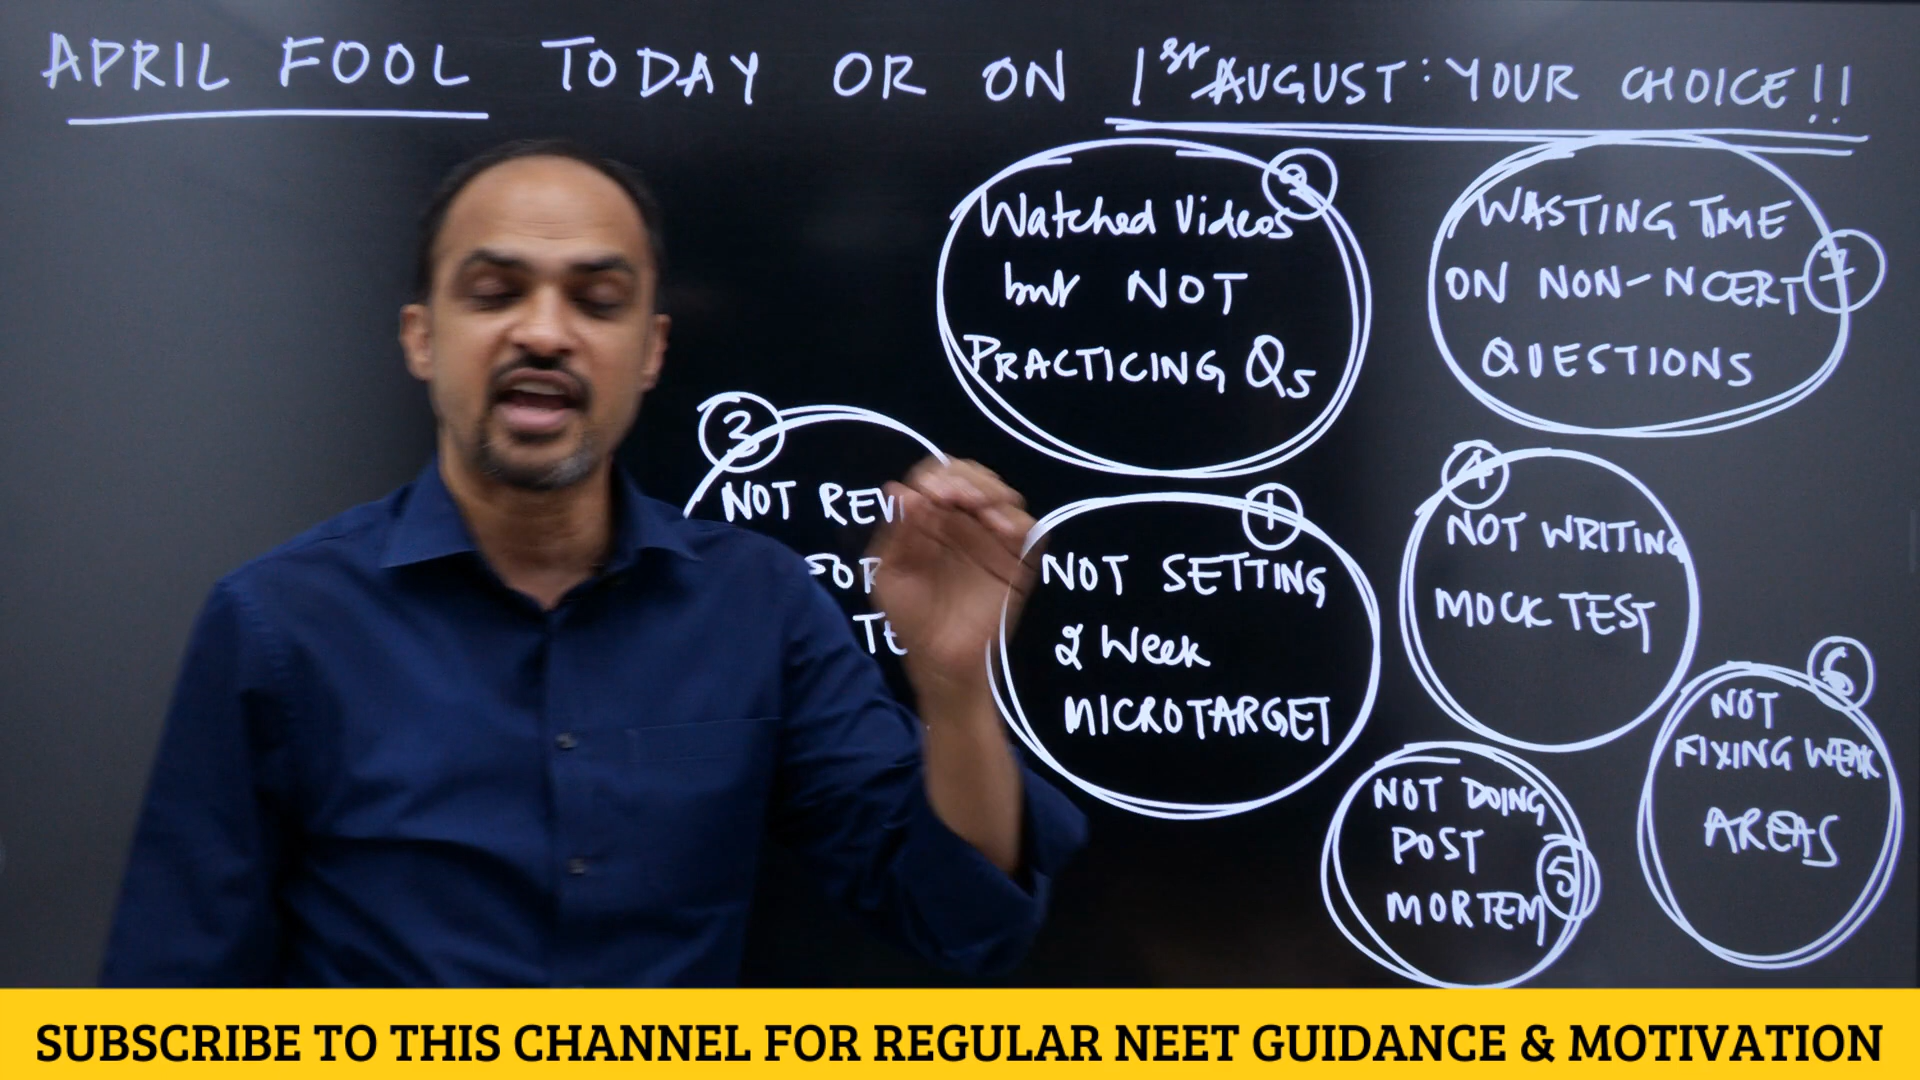 APRIL FOOL TODAY OR ON 1ST AUGUST: YOUR CHOICE!!
2
Watched Videos
but NOT
PRACTICING Qs
WASTING TIME
ON NON-NCERT
QUESTIONS
7
3
NOT
FOR
1
NOT SETTING
2 Week
MICROTARGET
4
NOT WRITING
MOCK TEST
5
NOT DOING
POST
MORTEM
6
NOT
FIXING WEAK
AREAS
SUBSCRIBE TO THIS CHANNEL FOR REGULAR NEET GUIDANCE & MOTIVATION